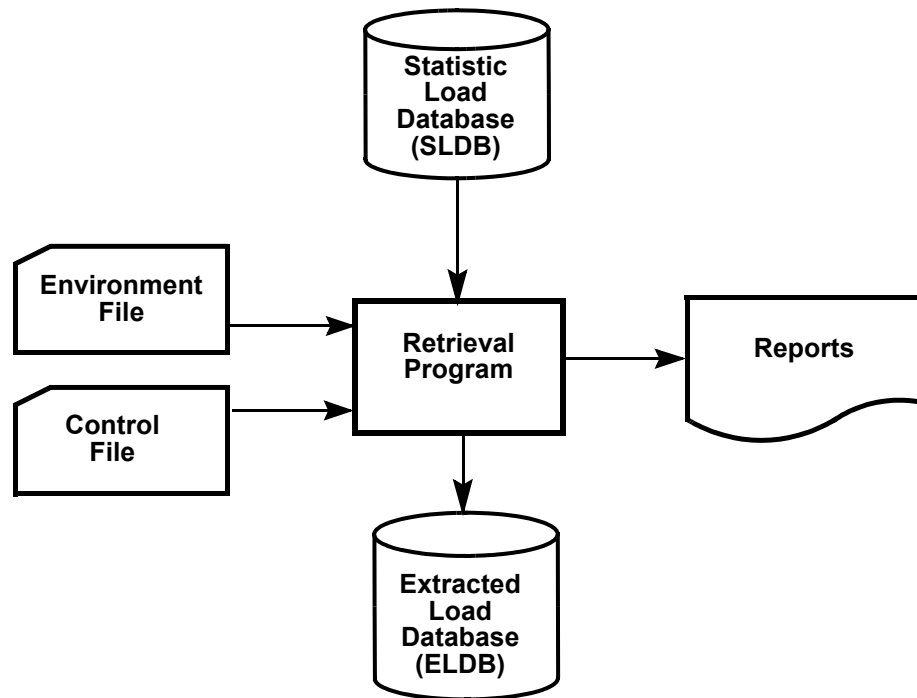 Statistic
Load
Database
(SLDB)
Environment
File
Control
File
Retrieval
Program
Reports
Extracted
Load
Database
(ELDB)